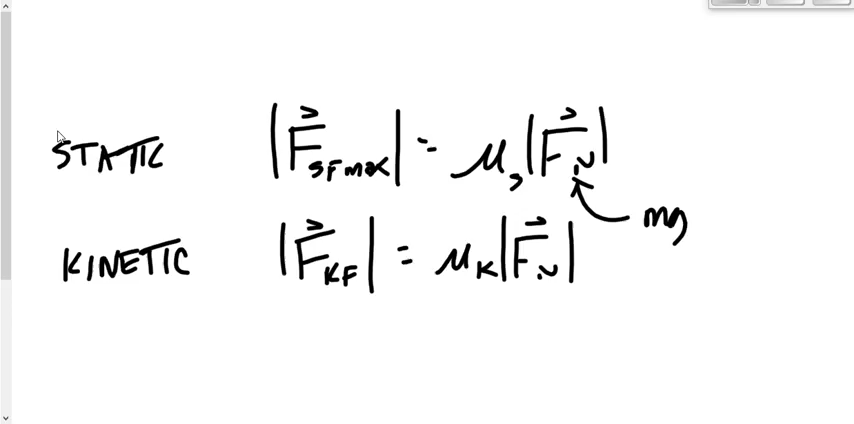 STATIC |F⃗SFmax| = μs|F⃗N|
mg
KINETIC |F⃗KF| = μK|F⃗N|